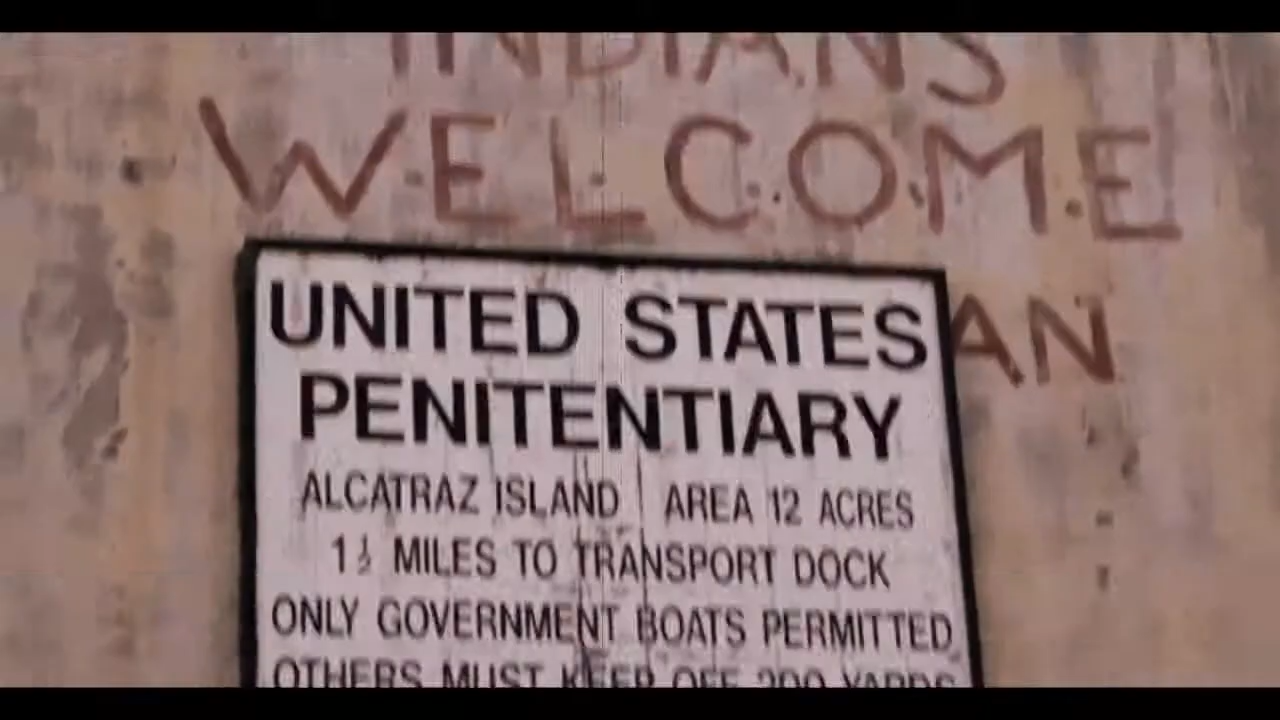 INDIANS
WELCOME
AN
UNITED STATES
PENITENTIARY
ALCATRAZ ISLAND AREA 12 ACRES
1½ MILES TO TRANSPORT DOCK
ONLY GOVERNMENT BOATS PERMITTED
OTHERS MUST KEEP OFF 200 YARDS